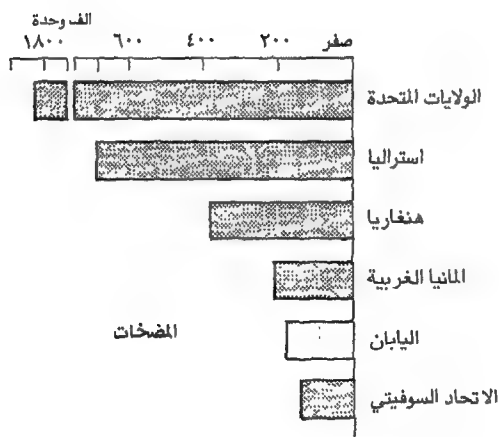 الف وحدة
صفر ٢٠٠ ٤٠٠ ٦٠٠ ١٨٠٠
الولايات المتحدة
استراليا
هنغاريا
المانيا الغربية
اليابان
المضخات
الاتحاد السوفيتي